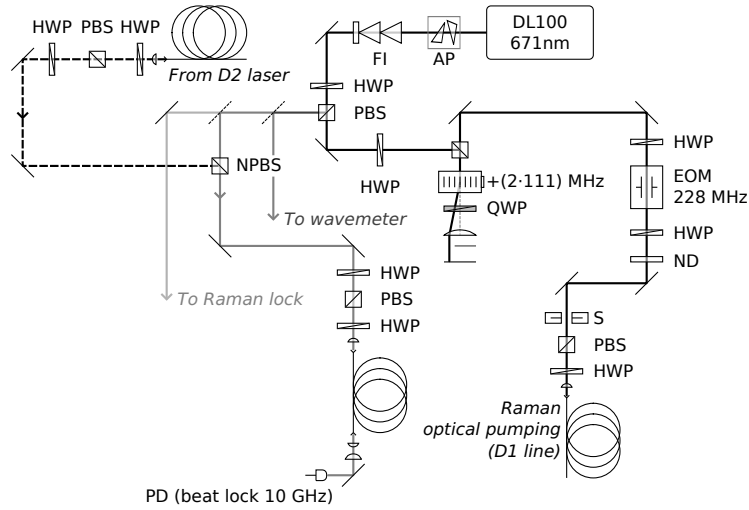 HWP PBS HWP
From D2 laser
FI
AP
DL100
671nm
HWP
PBS
HWP
NPBS
To wavemeter
To Raman lock
+(2·111) MHz
QWP
HWP
EOM
228 MHz
HWP
ND
S
PBS
HWP
HWP
PBS
HWP
Raman
optical pumping
(D1 line)
PD (beat lock 10 GHz)